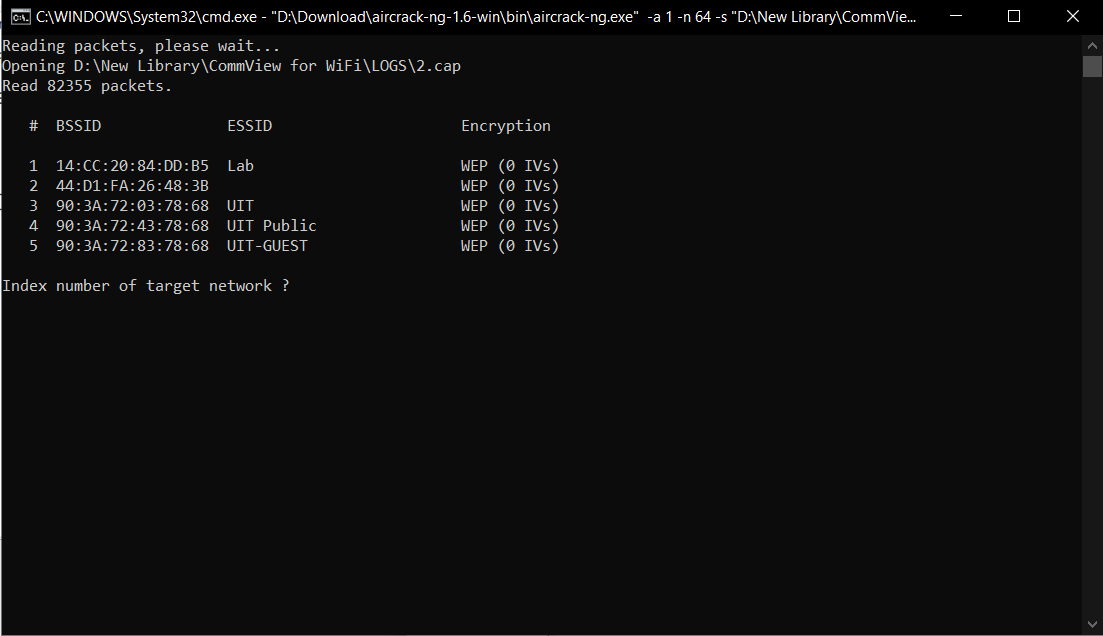 C:\WINDOWS\System32\cmd.exe - "D:\Download\aircrack-ng-1.6-win\bin\aircrack-ng.exe" -a 1 -n 64 -s "D:\New Library\CommVie...
Reading packets, please wait...
Opening D:\New Library\CommView for WiFi\LOGS\2.cap
Read 82355 packets.
# BSSID ESSID Encryption
1 14:CC:20:84:DD:B5 Lab WEP (0 IVs)
2 44:D1:FA:26:48:3B WEP (0 IVs)
3 90:3A:72:03:78:68 UIT WEP (0 IVs)
4 90:3A:72:43:78:68 UIT Public WEP (0 IVs)
5 90:3A:72:83:78:68 UIT-GUEST WEP (0 IVs)
Index number of target network ?